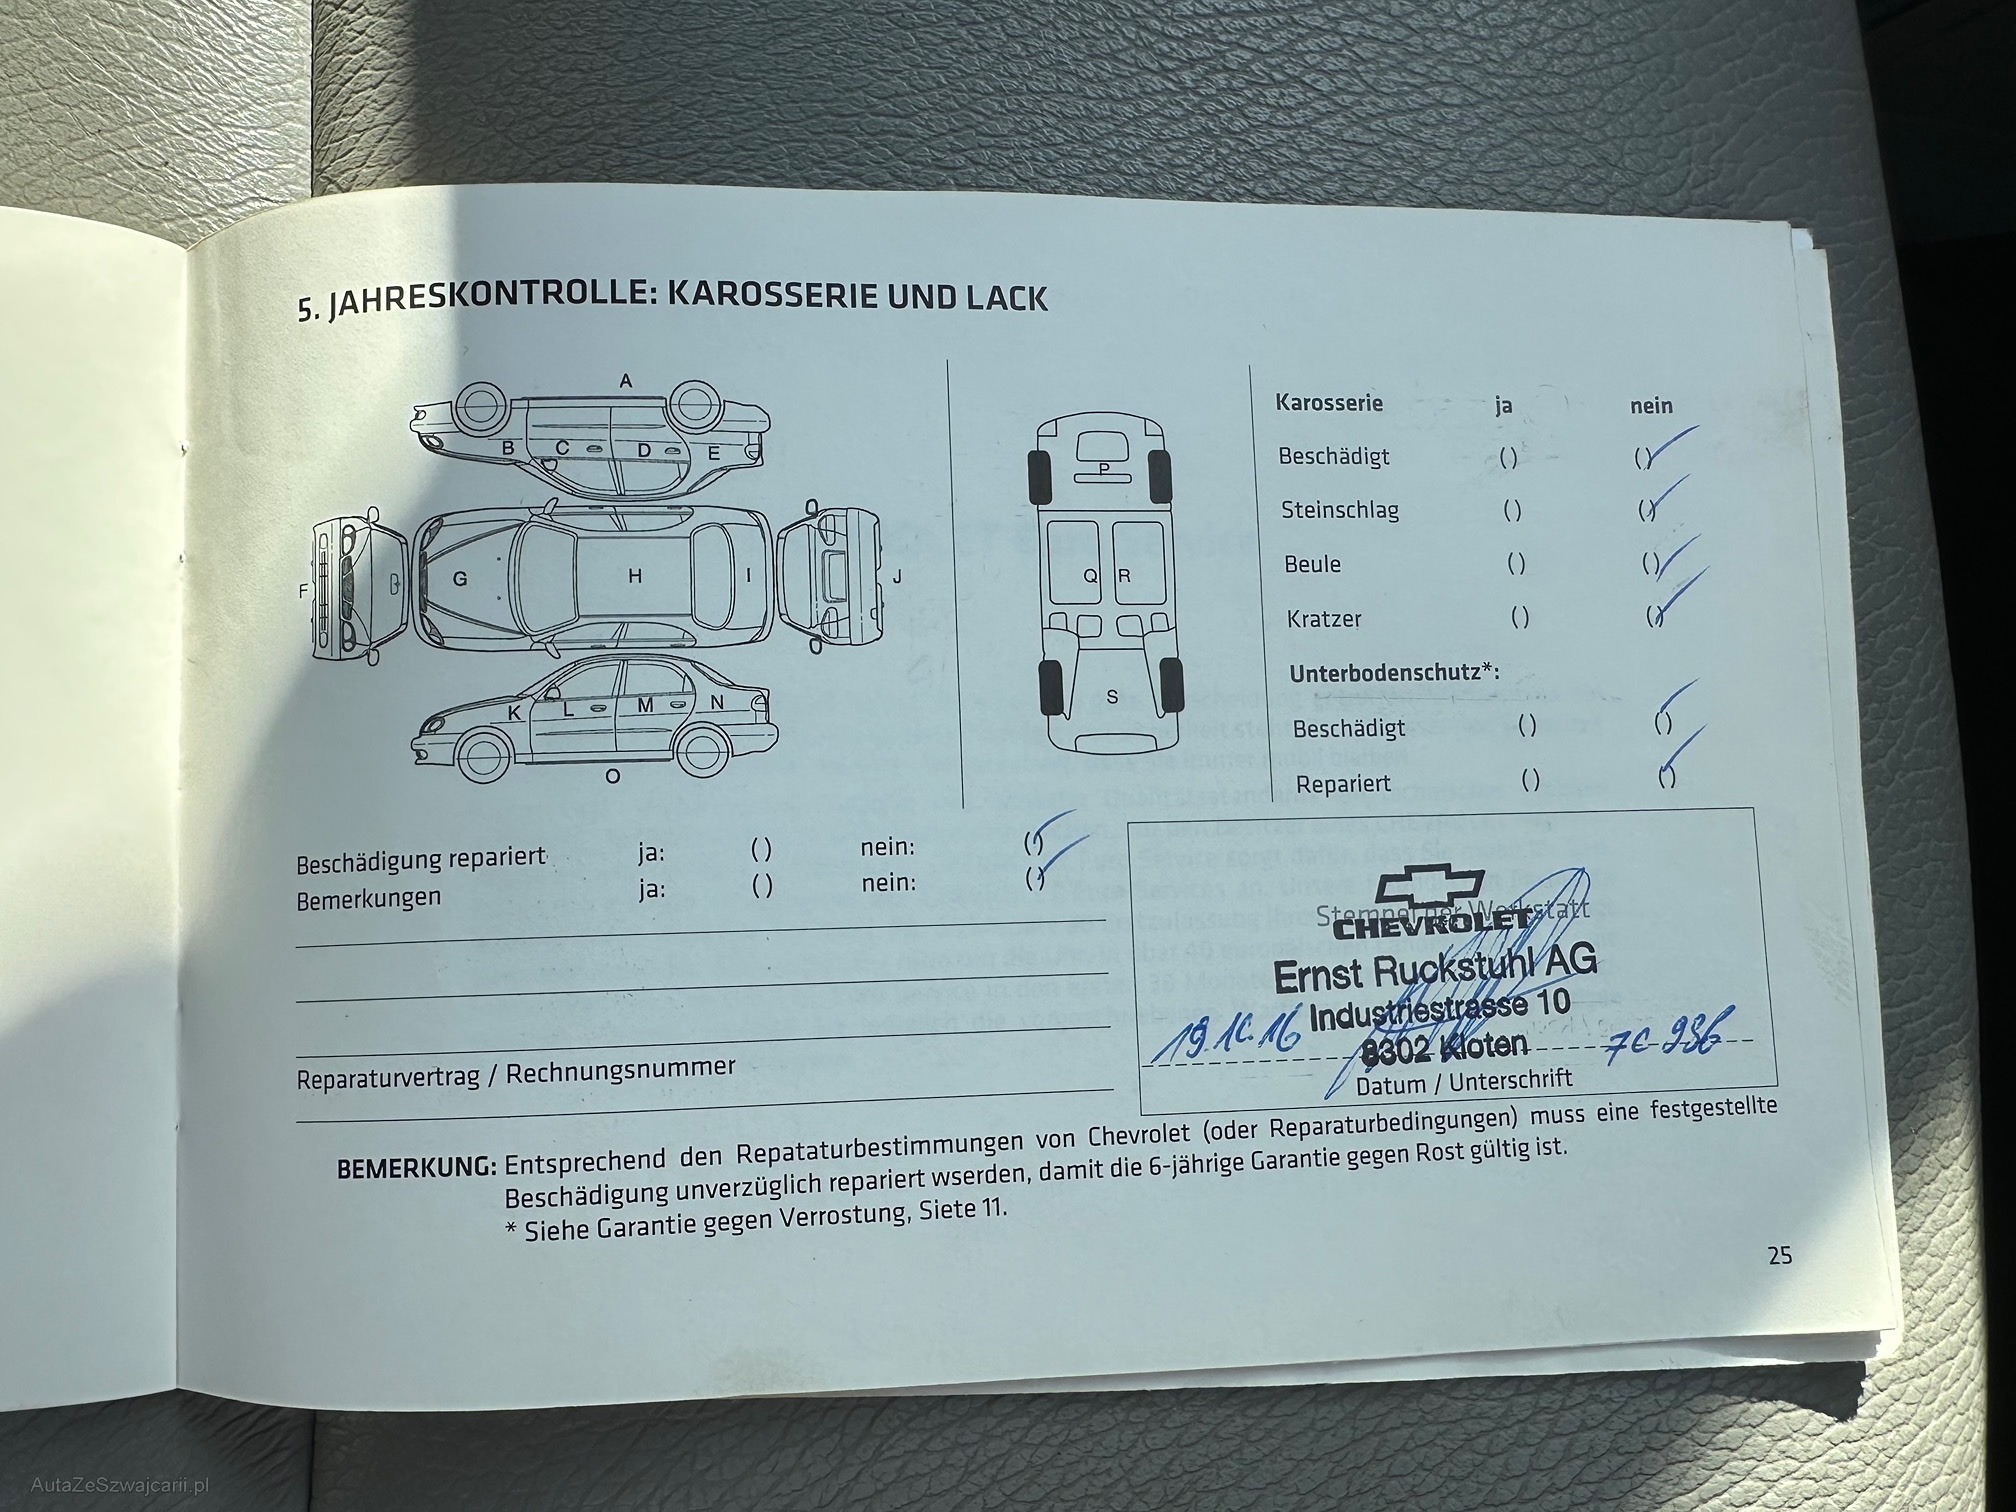 5. JAHRESKONTROLLE: KAROSSERIE UND LACK
A
B C D E
F G H I J
K L M N
O
P
Q R
S
Karosserie ja nein
Beschädigt () ()
Steinschlag () ()
Beule () ()
Kratzer () ()
Unterbodenschutz*:
Beschädigt () ()
Repariert () ()
Beschädigung repariert ja: () nein: ()
Bemerkungen ja: () nein: ()
Reparaturvertrag / Rechnungsnummer
Stempel der Werkstatt
CHEVROLET
Ernst Ruckstuhl AG
Industriestrasse 10
8302 Kloten
19.10.16
Datum / Unterschrift
BEMERKUNG: Entsprechend den Repataturbestimmungen von Chevrolet (oder Reparaturbedingungen) muss eine festgestellte
Beschädigung unverzüglich repariert wserden, damit die 6-jährige Garantie gegen Rost gültig ist.
* Siehe Garantie gegen Verrostung, Siete 11.
25
AutaZeSzwajcarii.pl